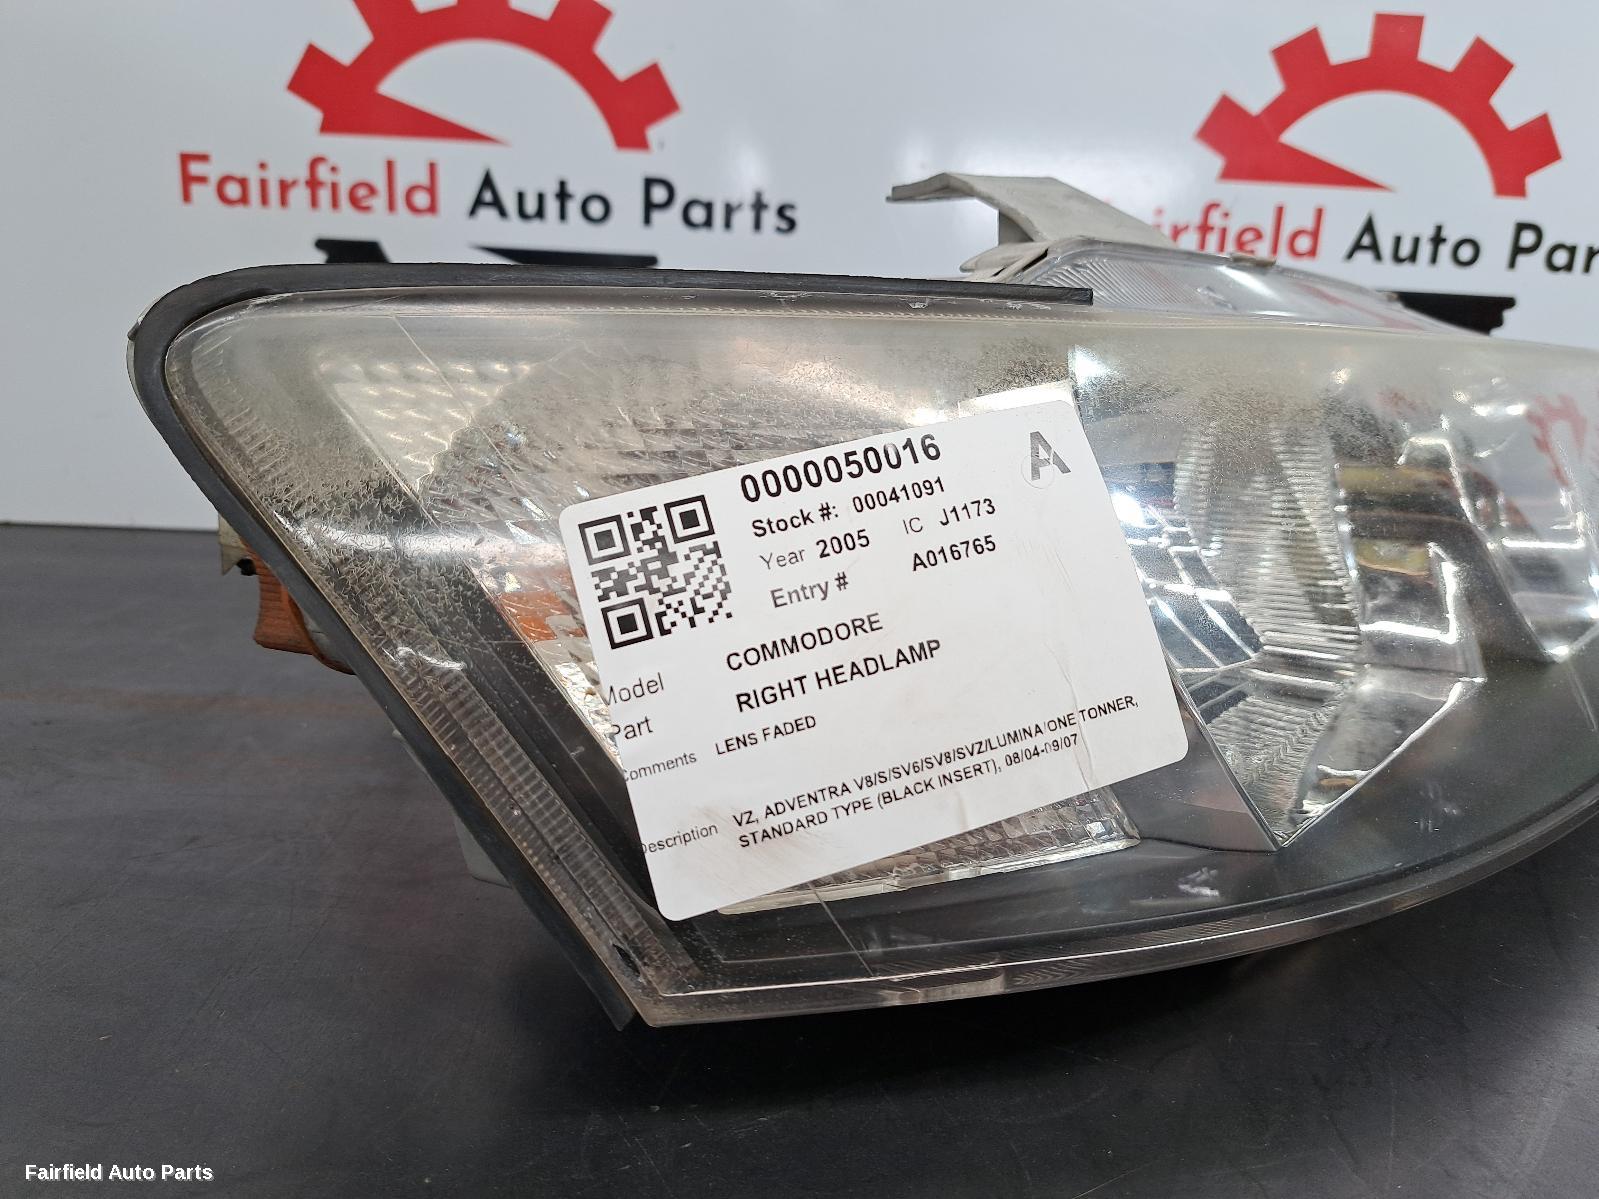 Fairfield Auto Parts
rfield Auto Par
0000050016
A
Stock #: 00041091
Year 2005 IC J1173
Entry # A016765
Model COMMODORE
Part RIGHT HEADLAMP
Comments LENS FADED
Description VZ, ADVENTRA V8/S/SV6/SV8/SVZ/LUMINA/ONE TONNER,
STANDARD TYPE (BLACK INSERT), 08/04-09/07
Fairfield Auto Parts